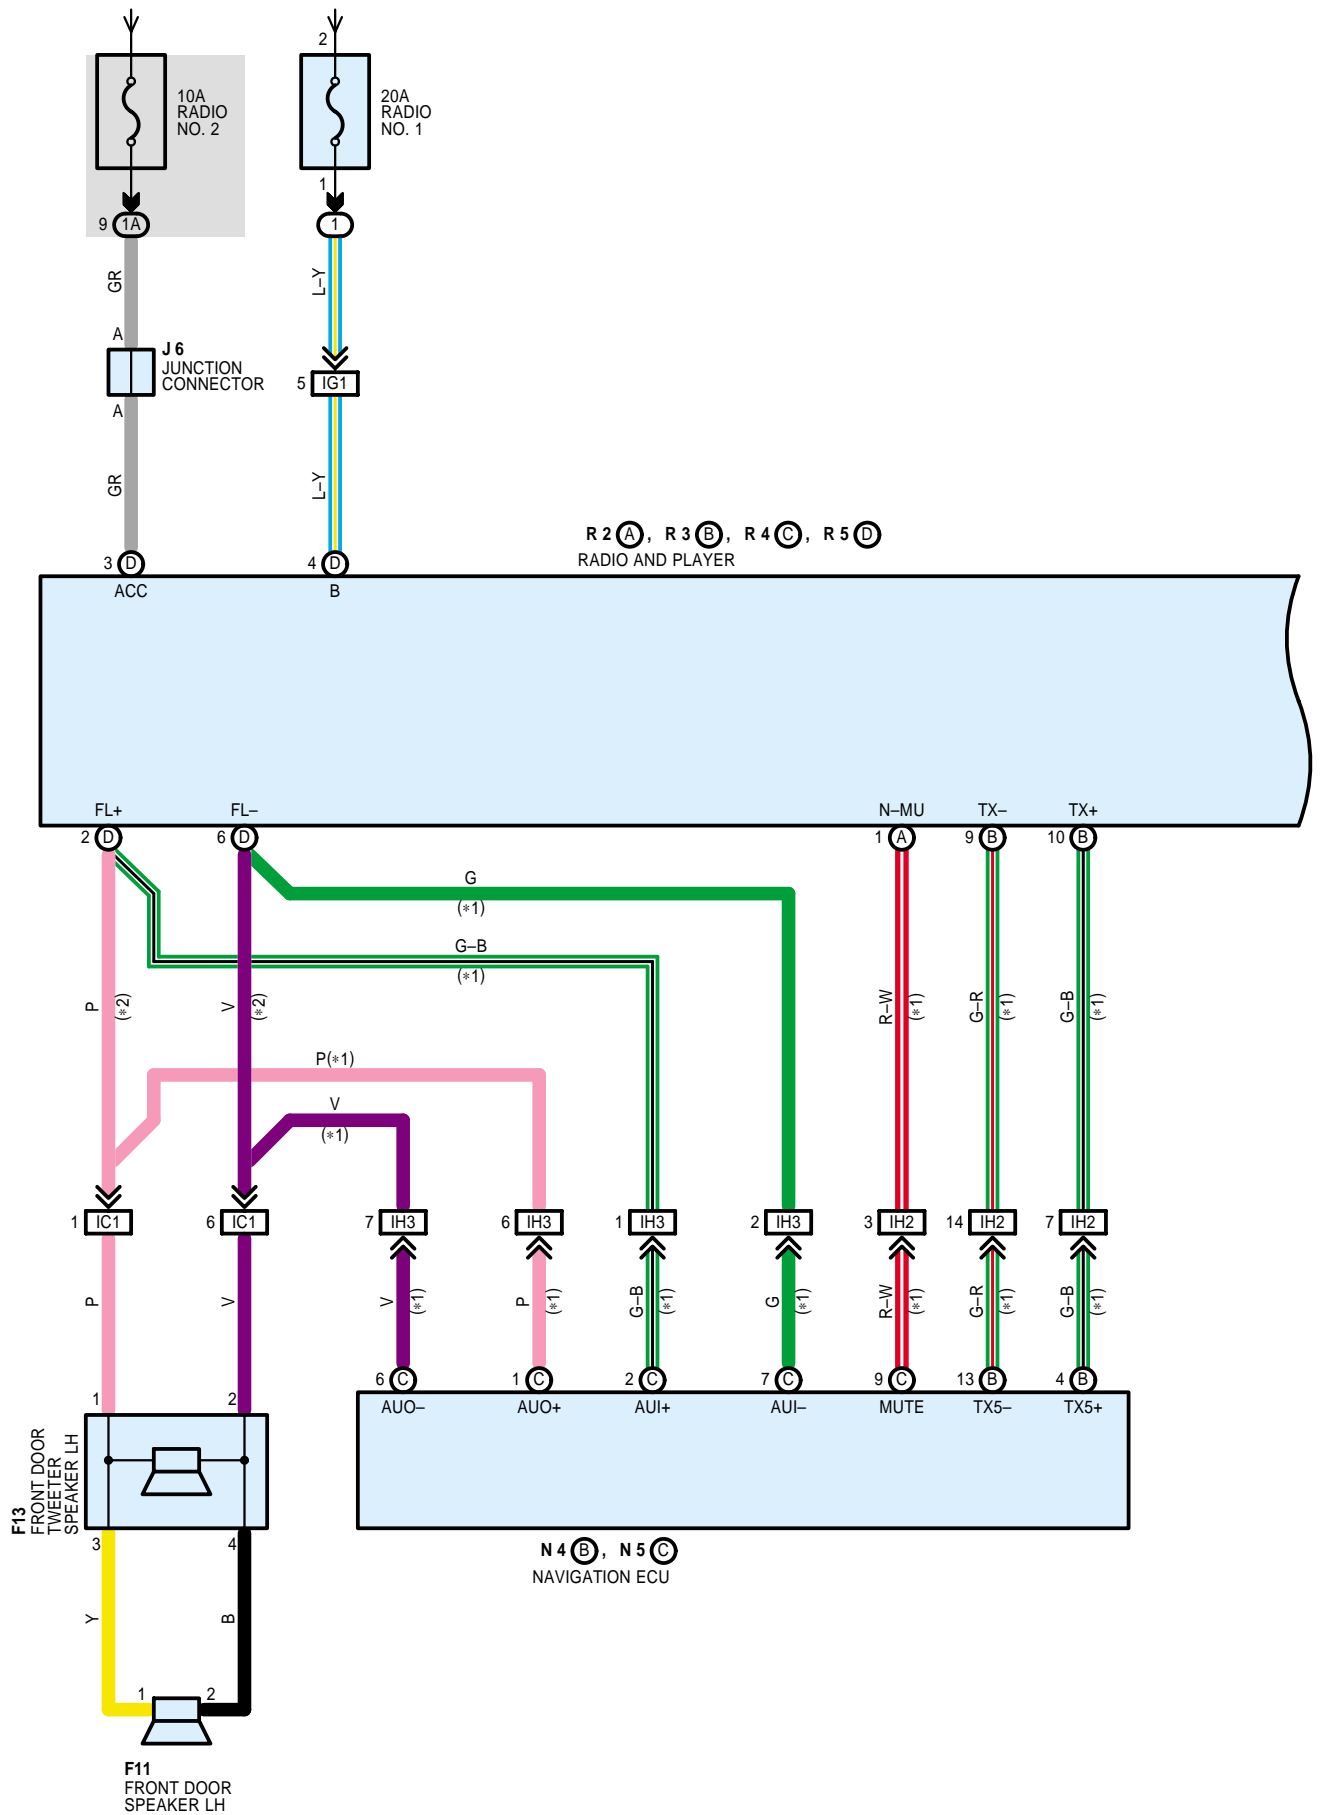 10A
RADIO
NO. 2
2
20A
RADIO
NO. 1
1
9 1A
1
GR
L–Y
A
J 6
JUNCTION
CONNECTOR
5 IG1
A
GR
L–Y
R 2 A , R 3 B , R 4 C , R 5 D
RADIO AND PLAYER
3 D
4 D
ACC
B
FL+
FL–
N–MU
TX–
TX+
2 D
6 D
1 A
9 B
10 B
G
(*1)
G–B
(*1)
P
(*2)
V
(*2)
R–W
(*1)
G–R
(*1)
G–B
(*1)
P(*1)
V
(*1)
1 IC1
6 IC1
7 IH3
6 IH3
1 IH3
2 IH3
3 IH2
14 IH2
7 IH2
P
V
V
(*1)
P
(*1)
G–B
(*1)
G
(*1)
R–W
(*1)
G–R
(*1)
G–B
(*1)
6 C
1 C
2 C
7 C
9 C
13 B
4 B
1
2
AUO–
AUO+
AUI+
AUI–
MUTE
TX5–
TX5+
F13
FRONT DOOR
TWEETER
SPEAKER LH
3
4
N 4 B , N 5 C
NAVIGATION ECU
Y
B
1
2
F11
FRONT DOOR
SPEAKER LH